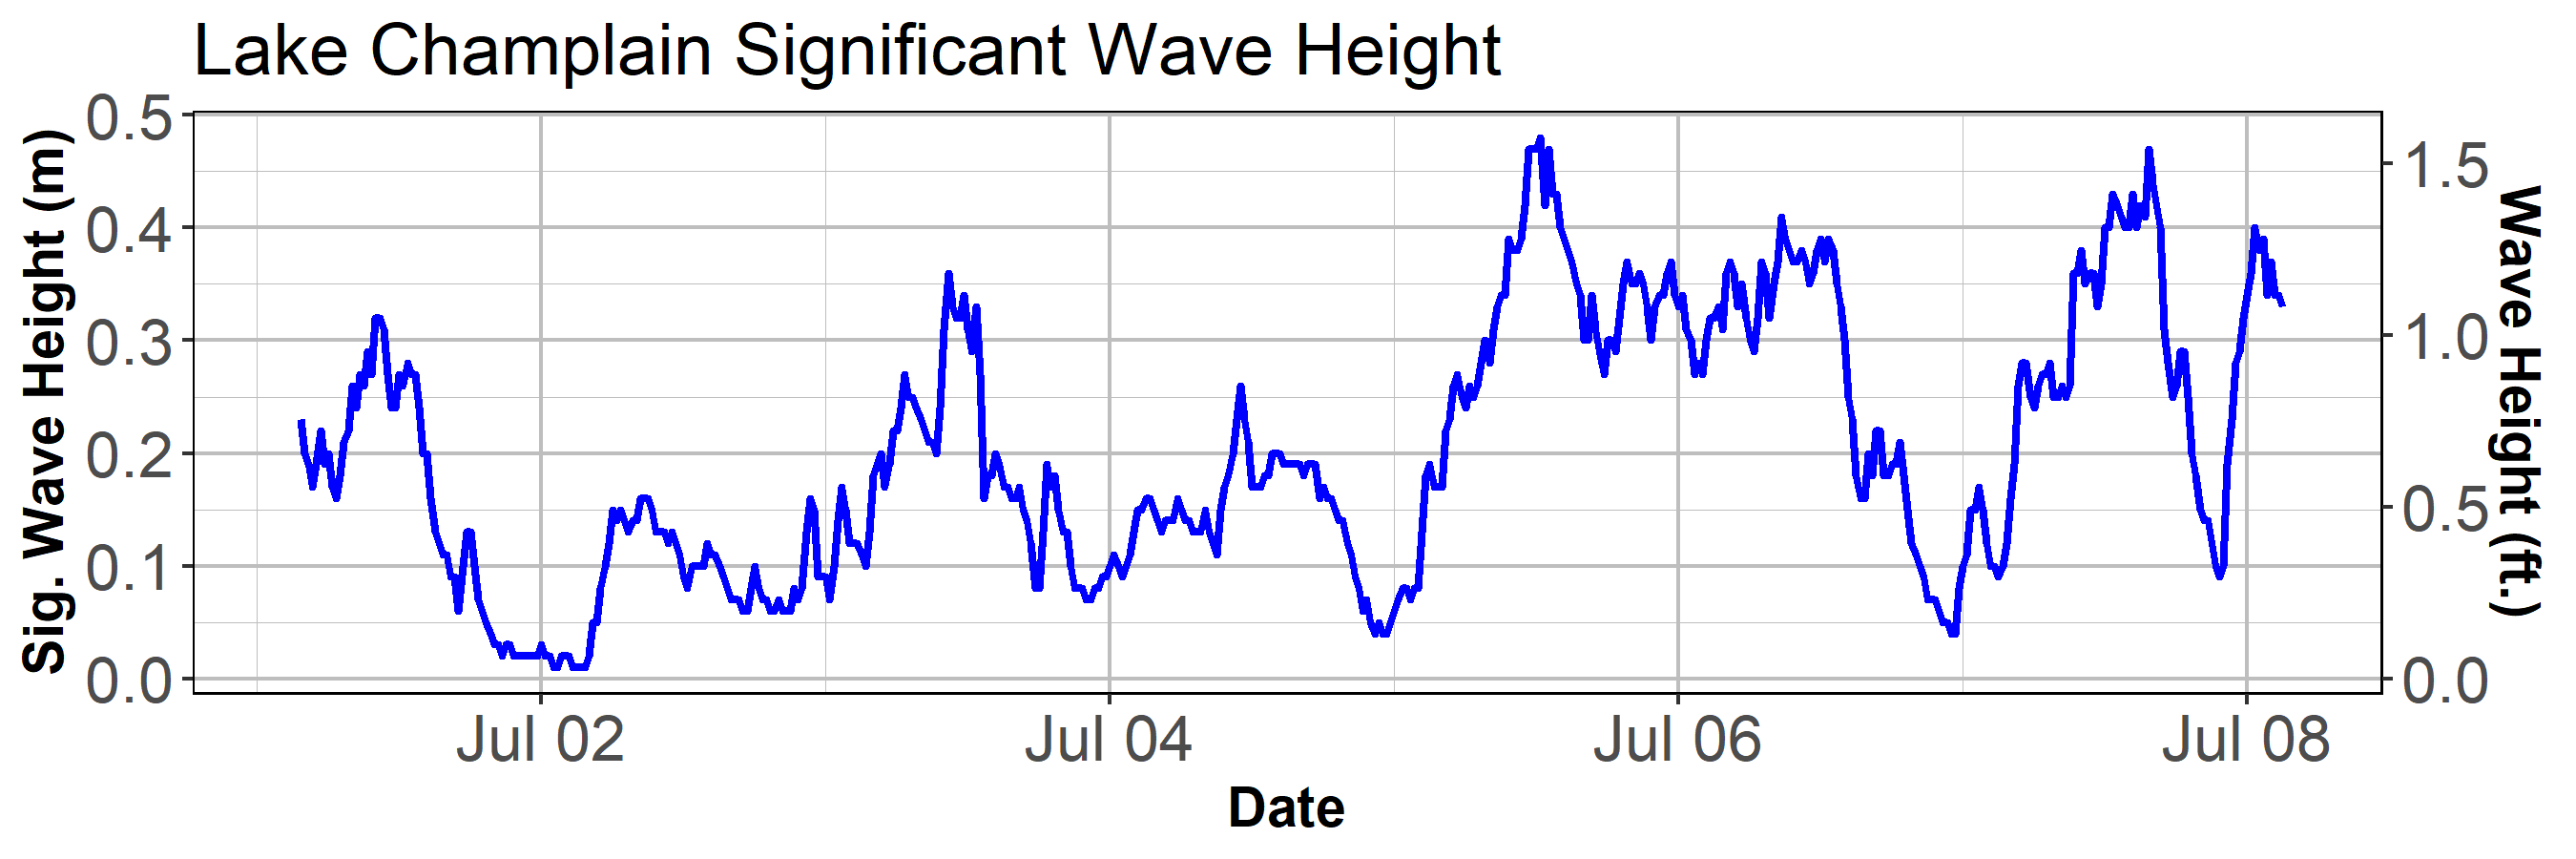 Lake Champlain Significant Wave Height
Sig. Wave Height (m)
0.5
0.4
0.3
0.2
0.1
0.0
1.5
1.0
0.5
0.0
Wave Height (ft.)
Jul 02 Jul 04 Jul 06 Jul 08
Date